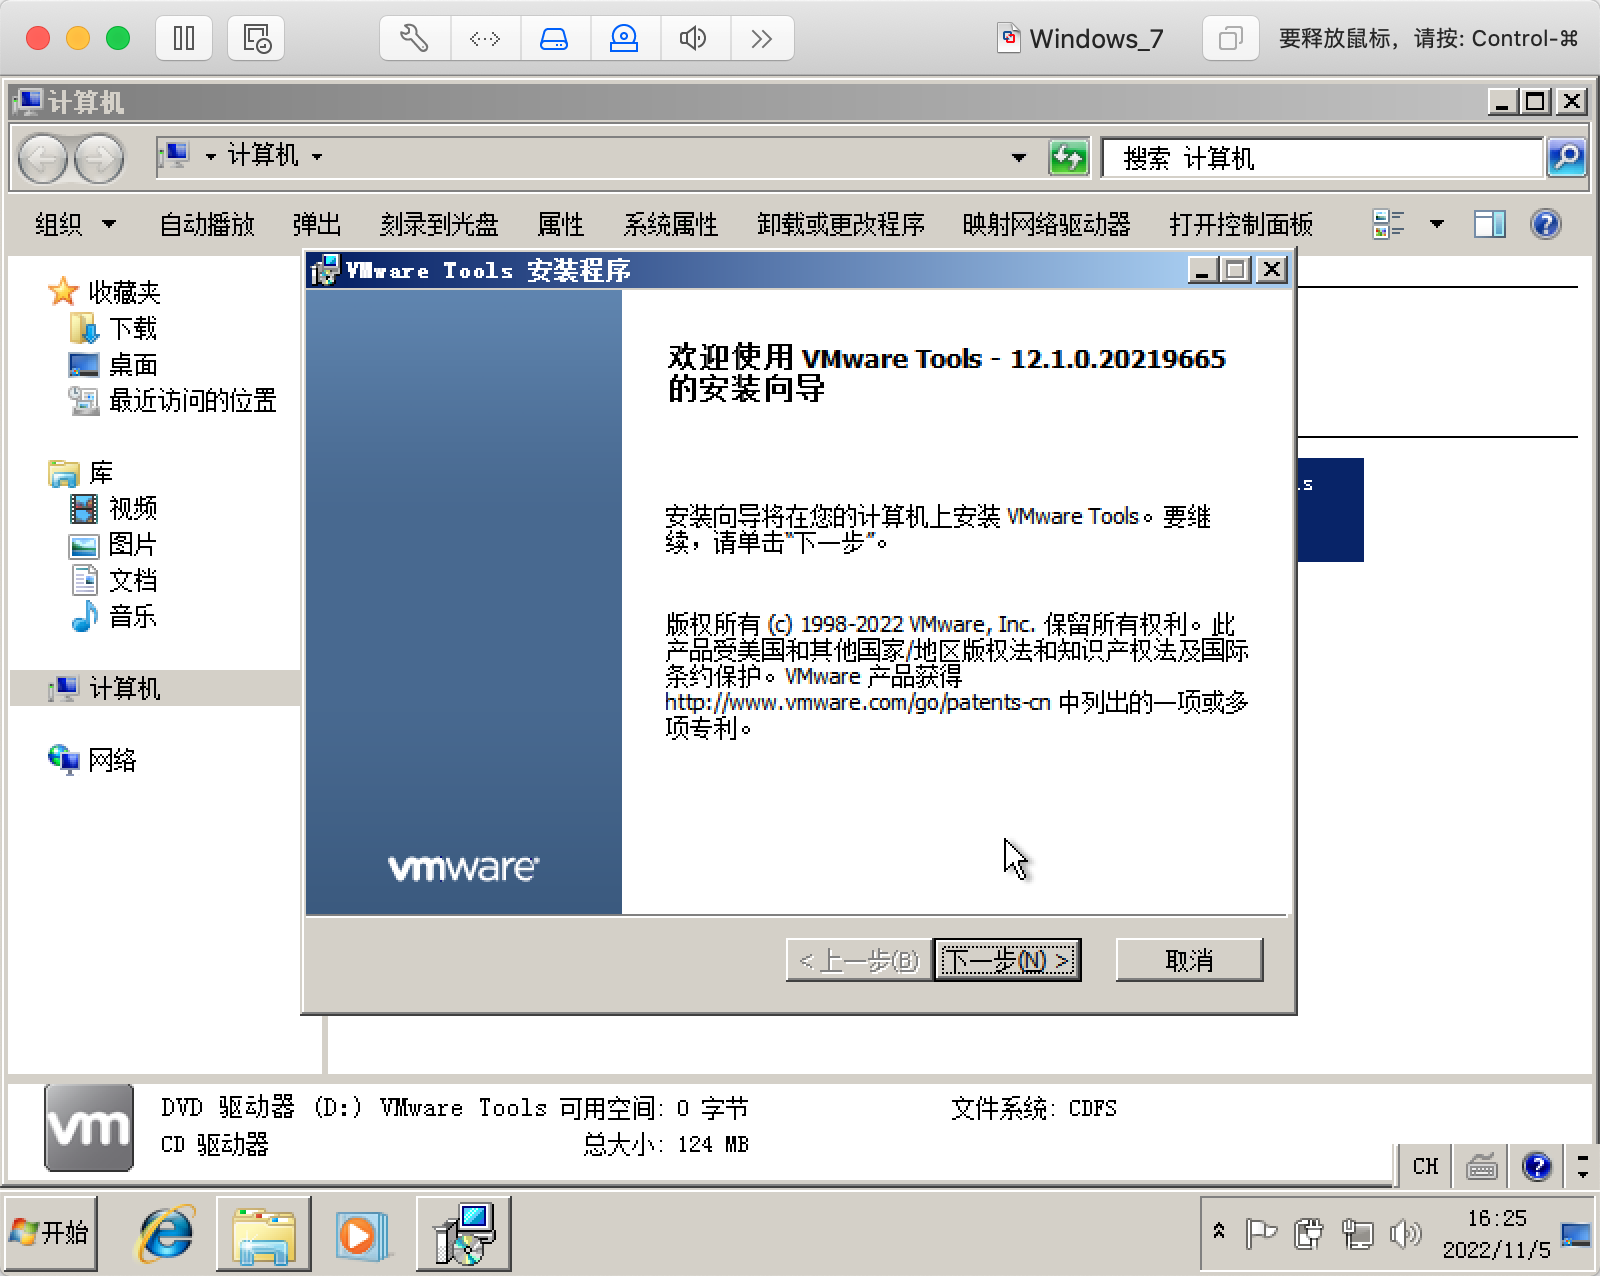 Windows_7
要释放鼠标，请按: Control-⌘
计算机
计算机
搜索 计算机
组织 自动播放 弹出 刻录到光盘 属性 系统属性 卸载或更改程序 映射网络驱动器 打开控制面板
收藏夹
下载
桌面
最近访问的位置
库
视频
图片
文档
音乐
计算机
网络
VMware Tools 安装程序
欢迎使用 VMware Tools - 12.1.0.20219665
的安装向导
安装向导将在您的计算机上安装 VMware Tools。要继
续，请单击“下一步”。
版权所有 (c) 1998-2022 VMware, Inc. 保留所有权利。此
产品受美国和其他国家/地区版权法和知识产权法及国际
条约保护。VMware 产品获得
http://www.vmware.com/go/patents-cn 中列出的一项或多
项专利。
vmware
< 上一步(B)
下一步(N) >
取消
vm
DVD 驱动器 (D:) VMware Tools 可用空间: 0 字节 文件系统: CDFS
CD 驱动器 总大小: 124 MB
CH
开始
16:25
2022/11/5